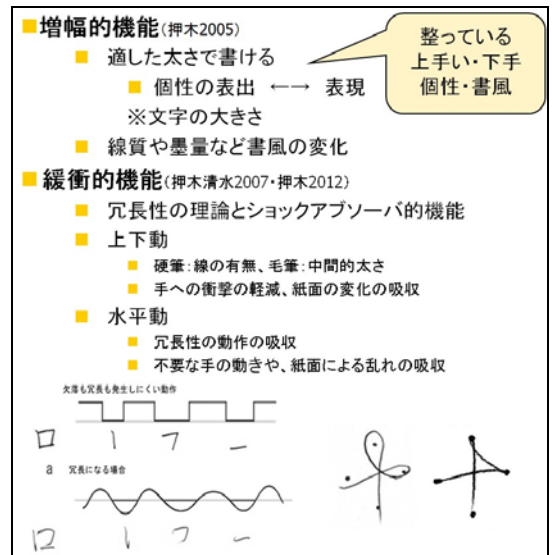 ■増幅的機能(押木2005)
整っている
上手い・下手
個性・書風
■ 適した太さで書ける
■ 個性の表出 ←→ 表現
※文字の大きさ
■ 線質や墨量など書風の変化
■緩衝的機能(押木清水2007・押木2012)
■ 冗長性の理論とショックアブソーバ的機能
■ 上下動
■ 硬筆:線の有無、毛筆:中間的太さ
■ 手への衝撃の軽減、紙面の変化の吸収
■ 水平動
■ 冗長性の動作の吸収
■ 不要な手の動きや、紙面による乱れの吸収
欠落も冗長も発生しにくい動作
口 丨 フ 一
a 冗長になる場合
口 丨 フ 一